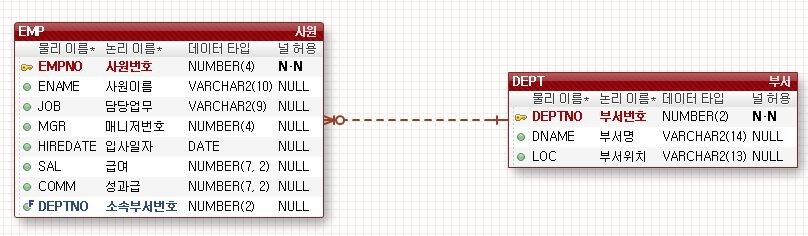 EMP 사원
물리 이름* 논리 이름* 데이터 타입 널 허용
EMPNO 사원번호 NUMBER(4) N-N
ENAME 사원이름 VARCHAR2(10) NULL
JOB 담당업무 VARCHAR2(9) NULL
MGR 매니저번호 NUMBER(4) NULL
HIREDATE 입사일자 DATE NULL
SAL 급여 NUMBER(7, 2) NULL
COMM 성과급 NUMBER(7, 2) NULL
F DEPTNO 소속부서번호 NUMBER(2) NULL
DEPT 부서
물리 이름* 논리 이름* 데이터 타입 널 허용
DEPTNO 부서번호 NUMBER(2) N-N
DNAME 부서명 VARCHAR2(14) NULL
LOC 부서위치 VARCHAR2(13) NULL